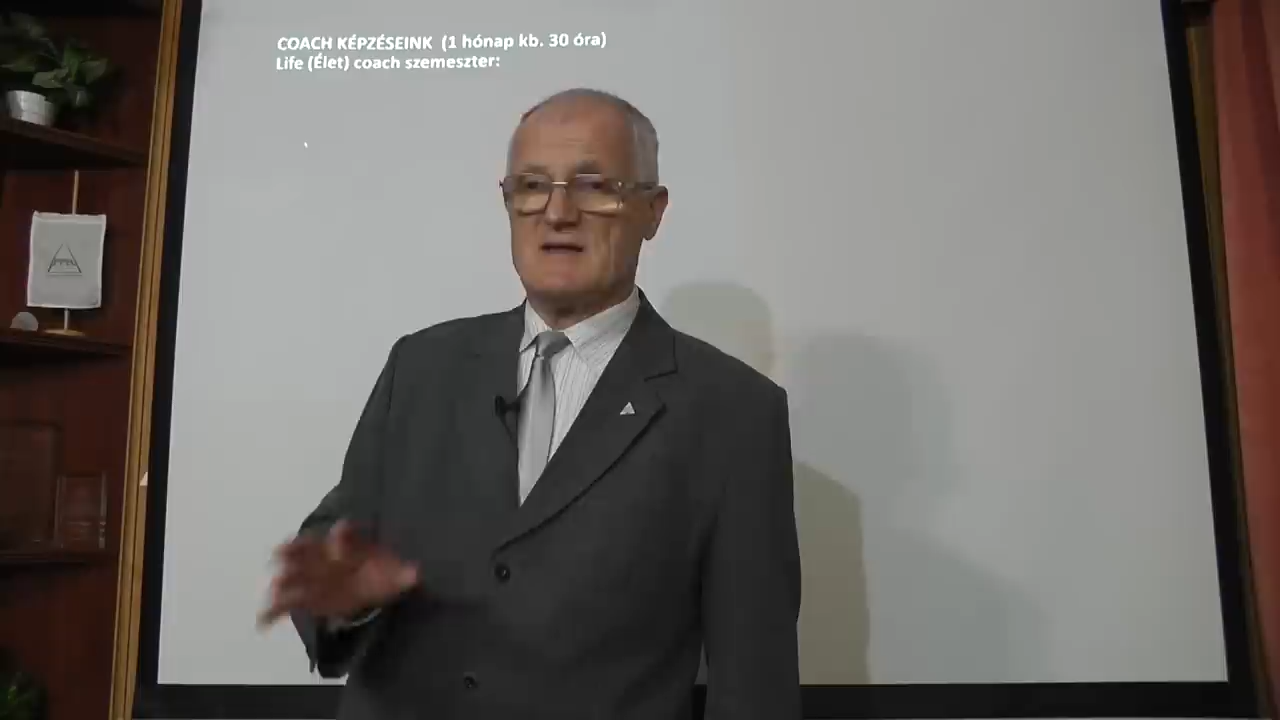 COACH KÉPZÉSEINK (1 hónap kb. 30 óra)
Life (Élet) coach szemeszter: